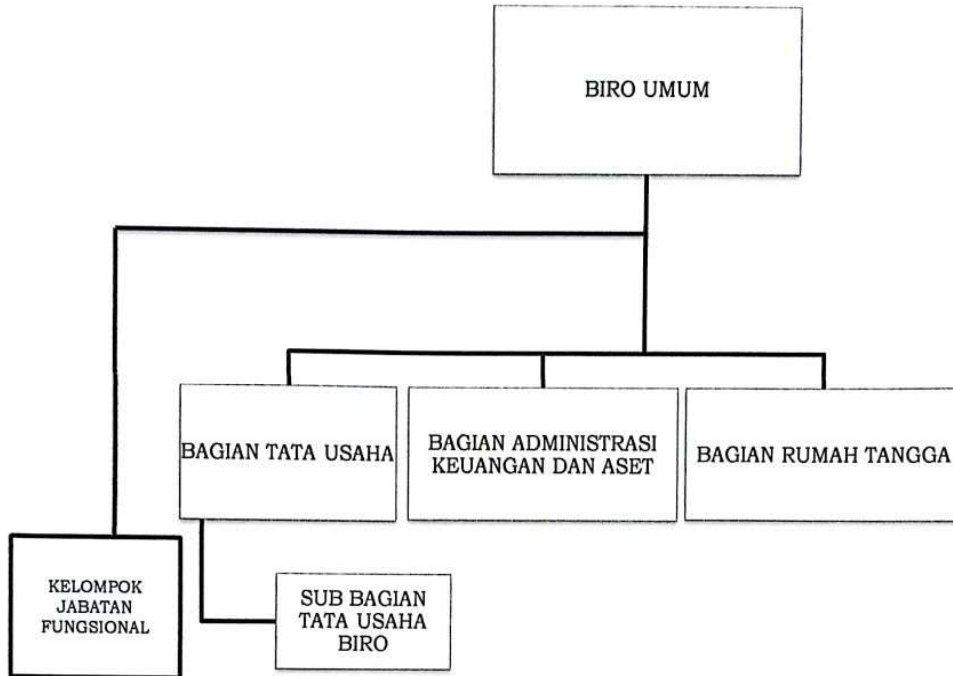 BIRO UMUM
BAGIAN TATA USAHA
BAGIAN ADMINISTRASI
KEUANGAN DAN ASET
BAGIAN RUMAH TANGGA
KELOMPOK
JABATAN
FUNGSIONAL
SUB BAGIAN
TATA USAHA
BIRO